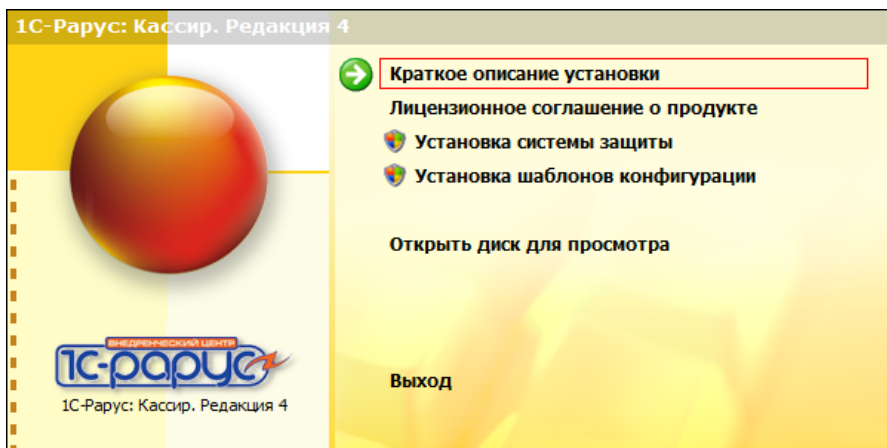 1С-Рарус: Кассир. Редакция 4
Краткое описание установки
Лицензионное соглашение о продукте
Установка системы защиты
Установка шаблонов конфигурации
Открыть диск для просмотра
Выход
ВНЕДРЕНЧЕСКИЙ ЦЕНТР
1С-рарус
1С-Рарус: Кассир. Редакция 4